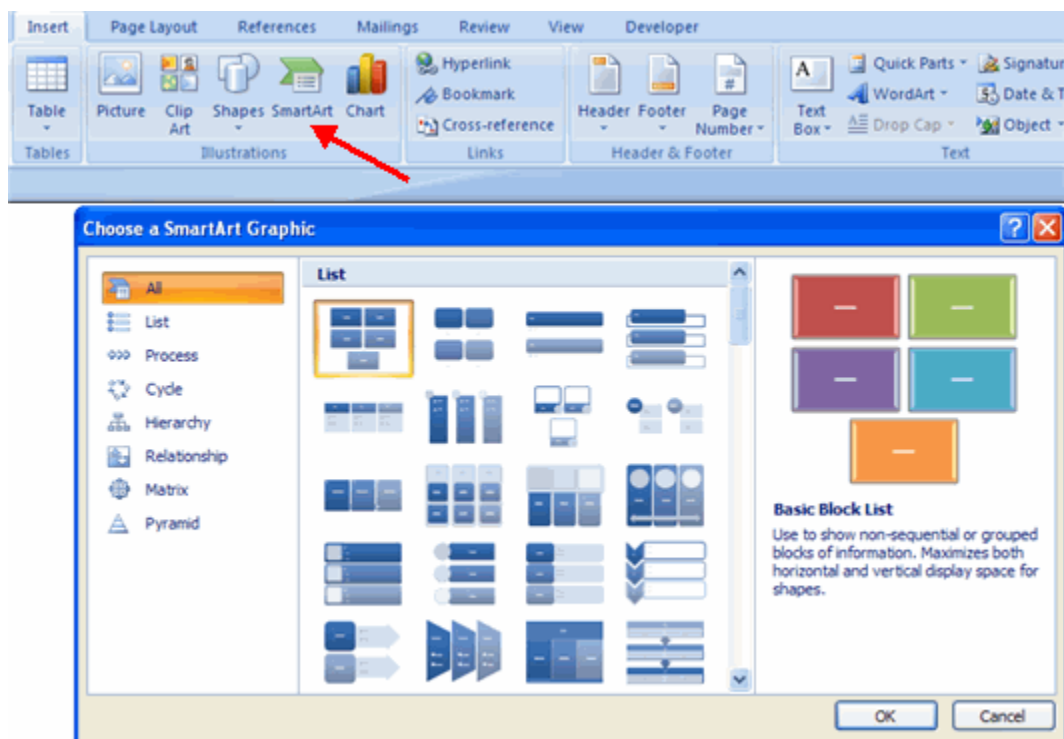 Insert Page Layout References Mailings Review View Developer
Table
Picture
Clip Art
Shapes
SmartArt
Chart
Hyperlink
Bookmark
Cross-reference
Header
Footer
Page Number
A
#
Text Box
Quick Parts
WordArt
Drop Cap
Signatur
Date & T
Object
Tables Illustrations Links Header & Footer Text
Choose a SmartArt Graphic
All
List
Process
Cycle
Hierarchy
Relationship
Matrix
Pyramid
List
Basic Block List
Use to show non-sequential or grouped
blocks of information. Maximizes both
horizontal and vertical display space for
shapes.
OK Cancel